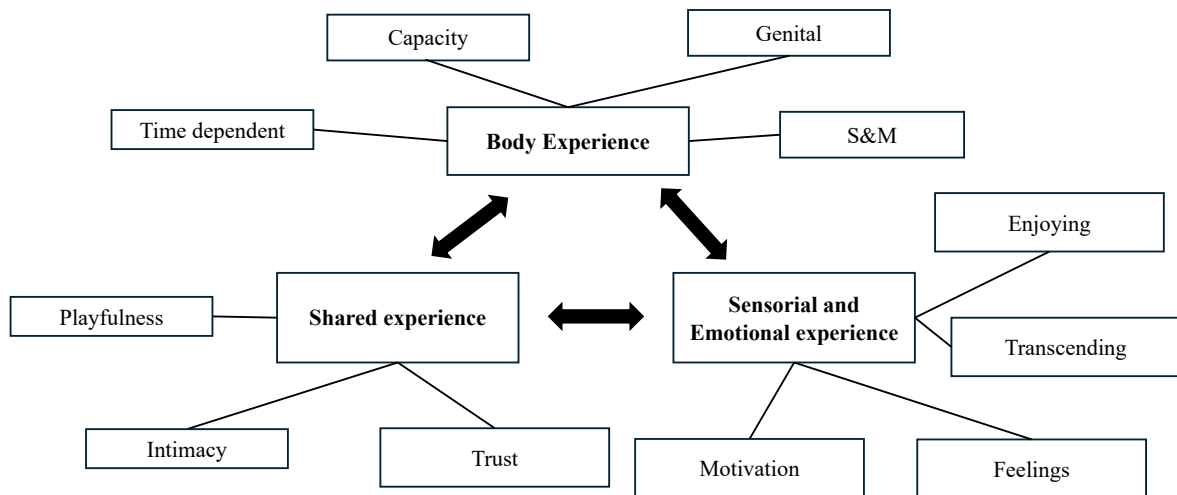 Capacity
Genital
Time dependent
Body Experience
S&M
Enjoying
Playfulness
Shared experience
Sensorial and
Emotional experience
Transcending
Intimacy
Trust
Motivation
Feelings